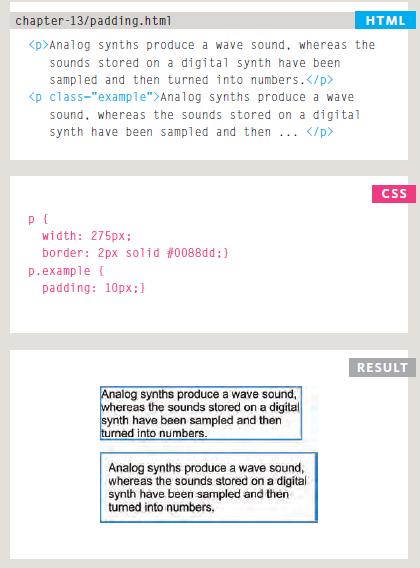 chapter-13/padding.html
HTML
<p>Analog synths produce a wave sound, whereas the
sounds stored on a digital synth have been
sampled and then turned into numbers.</p>
<p class="example">Analog synths produce a wave
sound, whereas the sounds stored on a digital
synth have been sampled and then ... </p>
CSS
p {
width: 275px;
border: 2px solid #0088dd;}
p.example {
padding: 10px;}
RESULT
Analog synths produce a wave sound,
whereas the sounds stored on a digital
synth have been sampled and then
turned into numbers.
Analog synths produce a wave sound,
whereas the sounds stored on a digital
synth have been sampled and then
turned into numbers.